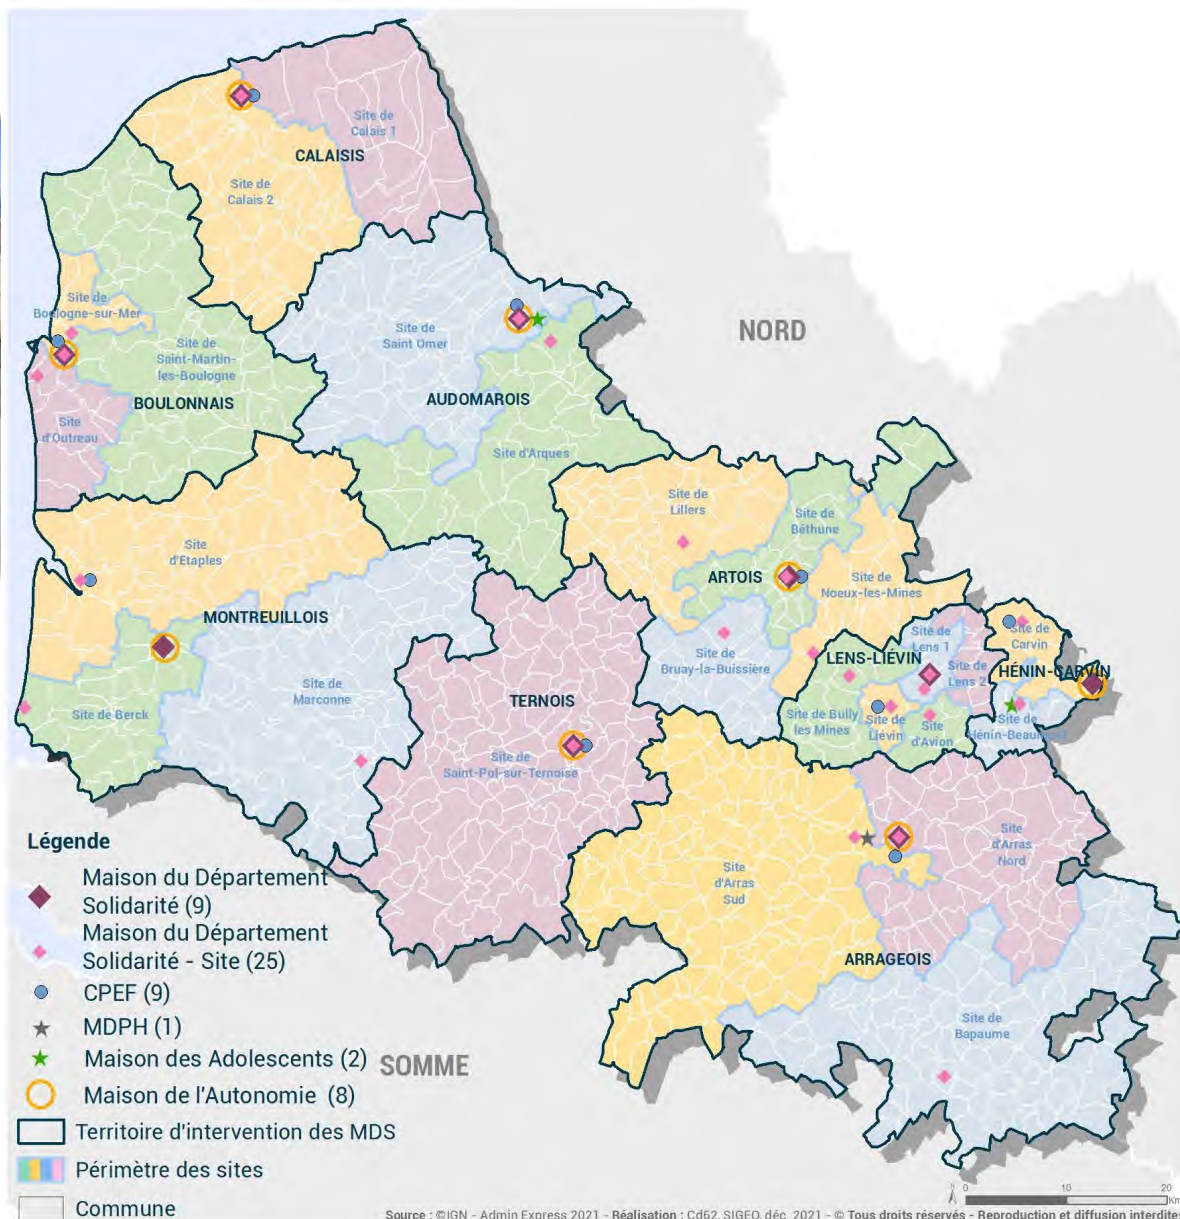 Site de
Calais 1
CALAISIS
Site de
Calais 2
Site de
Boulogne-sur-Mer
Site de
Saint-Martin-
les-Boulogne
BOULONNAIS
Site
d'Outreau
Site de
Saint Omer
AUDOMAROIS
Site d'Arques
NORD
Site
d'Etaples
MONTREUILLOIS
Site de Berck
Site de
Marconne
Site de
Lillers
Site de
Béthune
ARTOIS
Site de
Noeux-les-Mines
Site de
Bruay-la-Buissière
LENS-LIÉVIN
Site de
Lens 1
Site de
Lens 2
Site de
Carvin
HÉNIN-CARVIN
Site de Bully
les Mines
Site de
Liévin
Site
d'Avion
Site de
Hénin-Beaumont
TERNOIS
Site de
Saint-Pol-sur-Ternoise
Site
d'Arras
Nord
Site
d'Arras
Sud
ARRAGEOIS
Site de
Bapaume
SOMME
Légende
Maison du Département
Solidarité (9)
Maison du Département
Solidarité - Site (25)
CPEF (9)
MDPH (1)
Maison des Adolescents (2)
Maison de l'Autonomie (8)
Territoire d'intervention des MDS
Périmètre des sites
Commune
N
0 10 20
Km
Source : ©IGN - Admin Express 2021 - Réalisation : Cd62, SIGEO, déc. 2021 - © Tous droits réservés - Reproduction et diffusion interdites